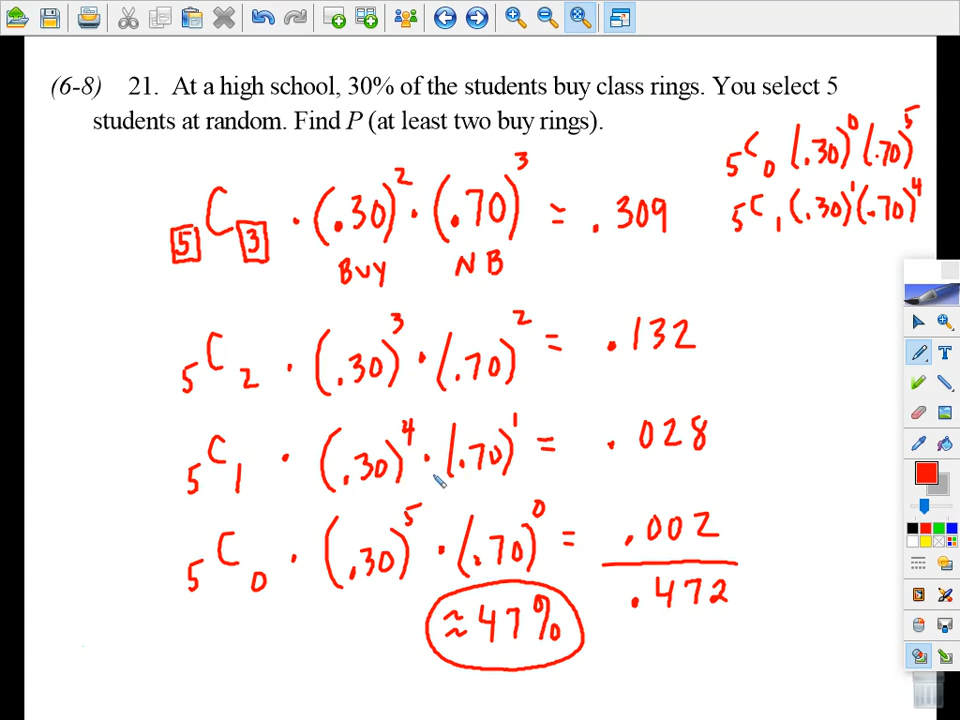 (6-8) 21. At a high school, 30% of the students buy class rings. You select 5
students at random. Find P (at least two buy rings).
₅C₀ (.30)⁰ (.70)⁵
₅C₁ (.30)¹ (.70)⁴
₅C₃ · (.30)² · (.70)³ = .309
BUY NB
₅C₂ · (.30)³ · (.70)² = .132
₅C₁ · (.30)⁴ · (.70)¹ = .028
₅C₀ · (.30)⁵ · (.70)⁰ = .002
.472
≈ 47%
T